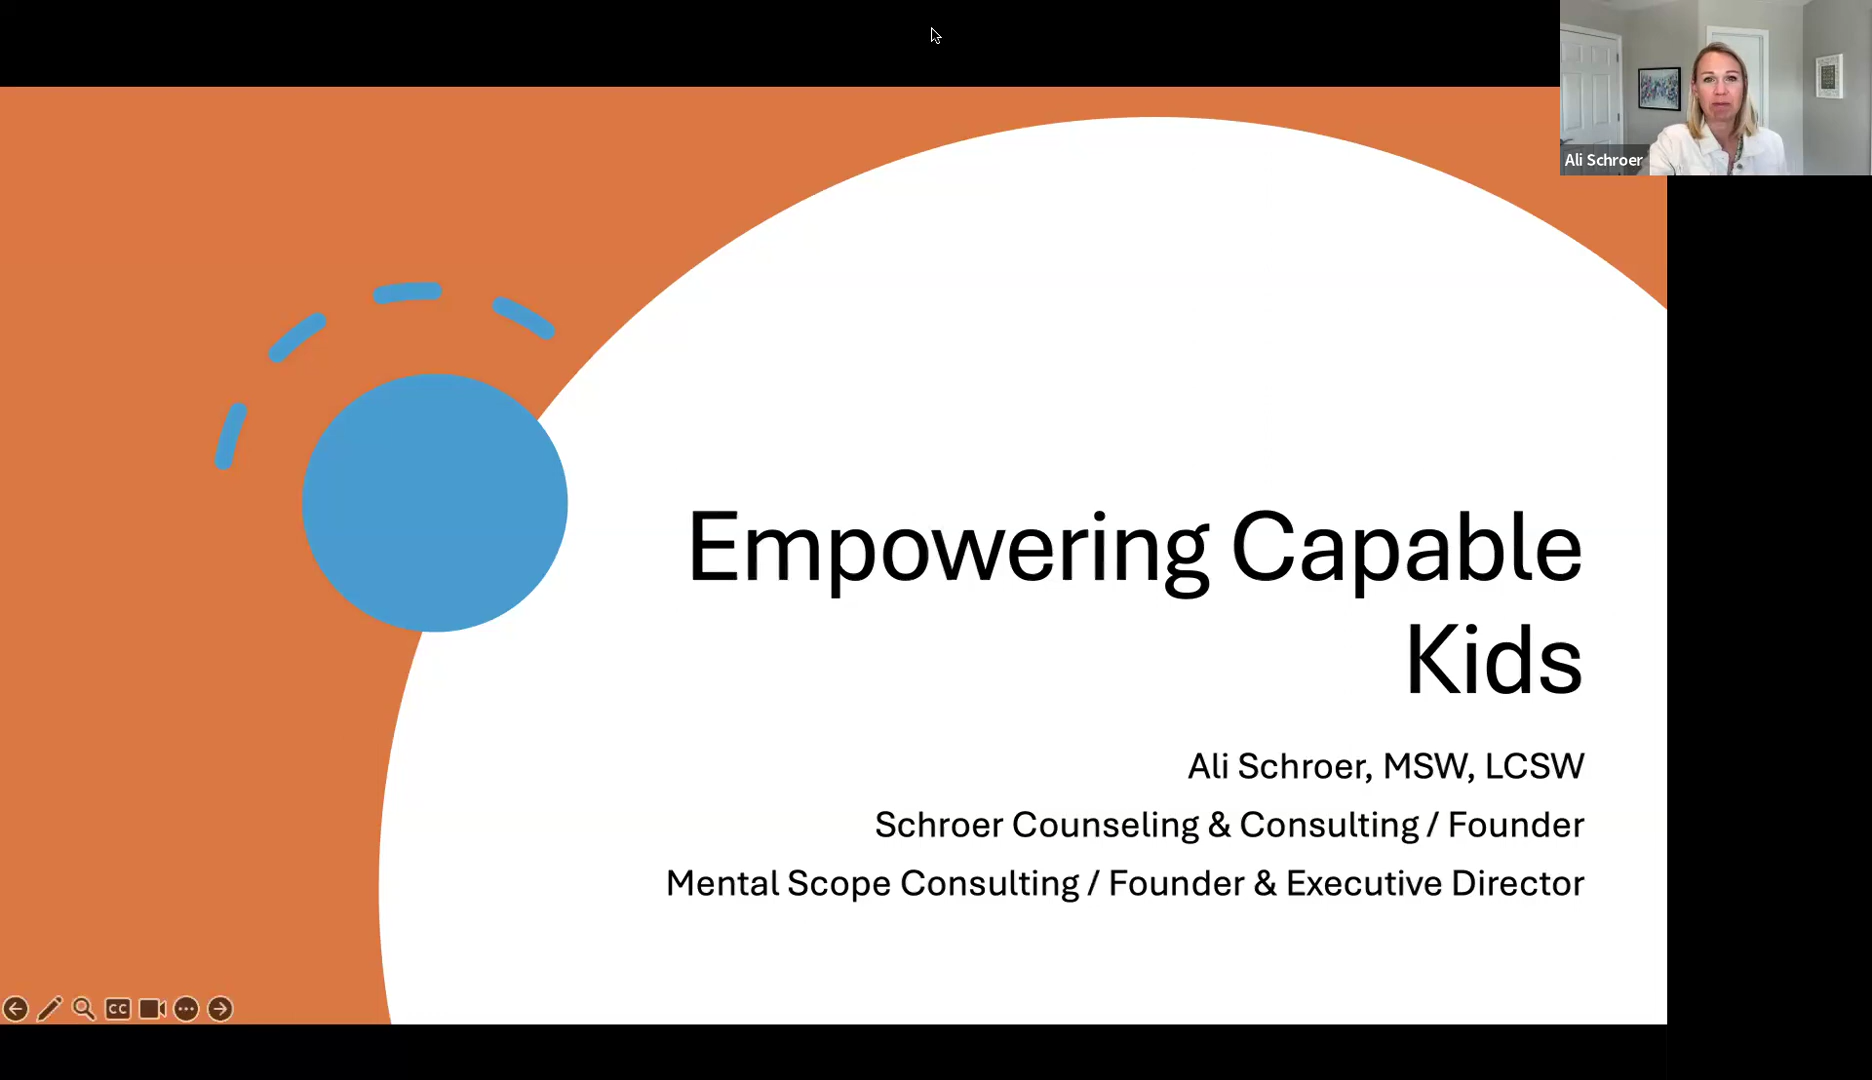 Ali Schroer
Empowering Capable
Kids
Ali Schroer, MSW, LCSW
Schroer Counseling & Consulting / Founder
Mental Scope Consulting / Founder & Executive Director
CC